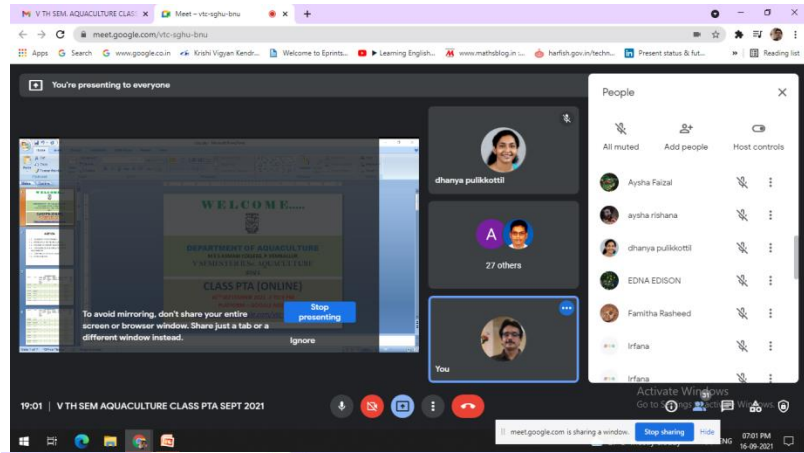 V TH SEM. AQUACULTURE CLASS
Meet – vtc-sghu-bnu
meet.google.com/vtc-sghu-bnu
Apps
Search
www.google.co.in
Krishi Vigyan Kendr...
Welcome to Eprints...
Learning English...
www.mathsblog.in :...
harfish.gov.in/techn...
Present status & fut...
Reading list
You're presenting to everyone
WELCOME.....
DEPARTMENT OF AQUACULTURE
CLASS PTA (ONLINE)
To avoid mirroring, don't share your entire
screen or browser window. Share just a tab or a
different window instead.
Stop
presenting
Ignore
dhanya pulikkottil
A
27 others
You
People
All muted
Add people
Host controls
Aysha Faizal
aysha rishana
dhanya pulikkottil
EDNA EDISON
Famitha Rasheed
Irfana
Irfana
Activate Windows
19:01 | V TH SEM AQUACULTURE CLASS PTA SEPT 2021
31
meet.google.com is sharing a window.
Stop sharing
Hide
ENG
07:01 PM
16-09-2021